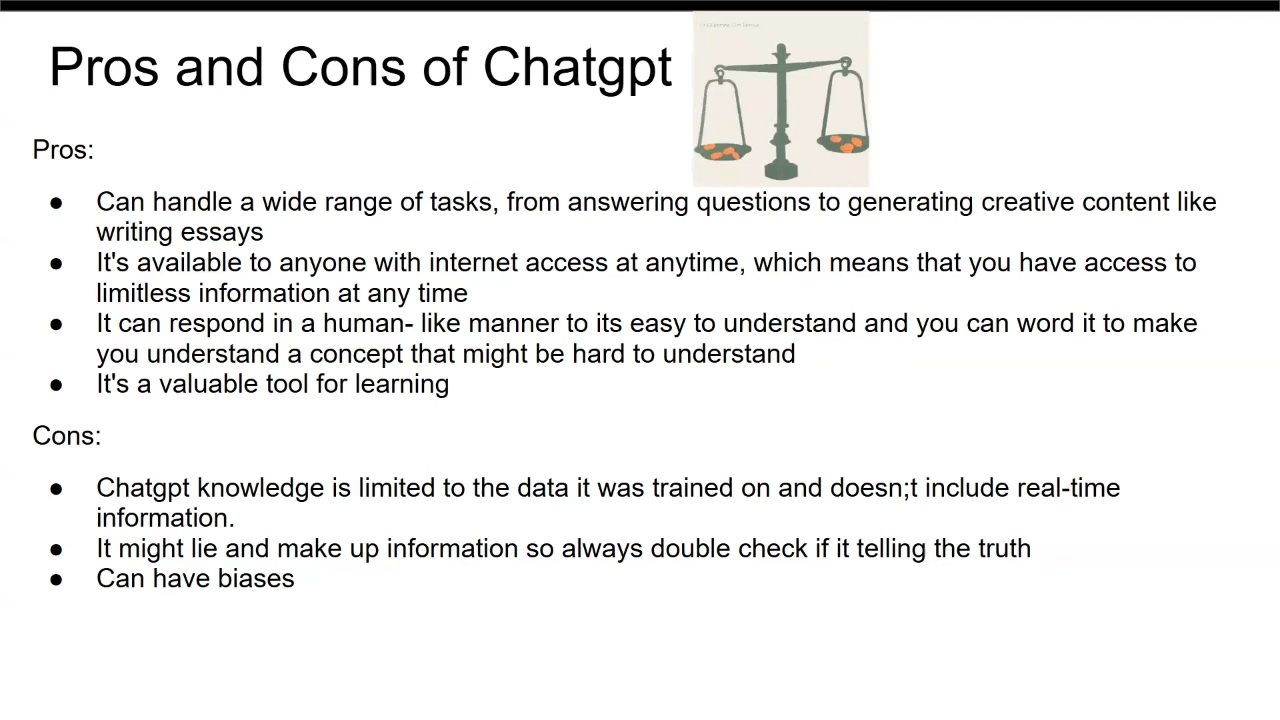 Pros and Cons of Chatgpt
Pros:
● Can handle a wide range of tasks, from answering questions to generating creative content like
writing essays
● It's available to anyone with internet access at anytime, which means that you have access to
limitless information at any time
● It can respond in a human- like manner to its easy to understand and you can word it to make
you understand a concept that might be hard to understand
● It's a valuable tool for learning
Cons:
● Chatgpt knowledge is limited to the data it was trained on and doesn;t include real-time
information.
● It might lie and make up information so always double check if it telling the truth
● Can have biases